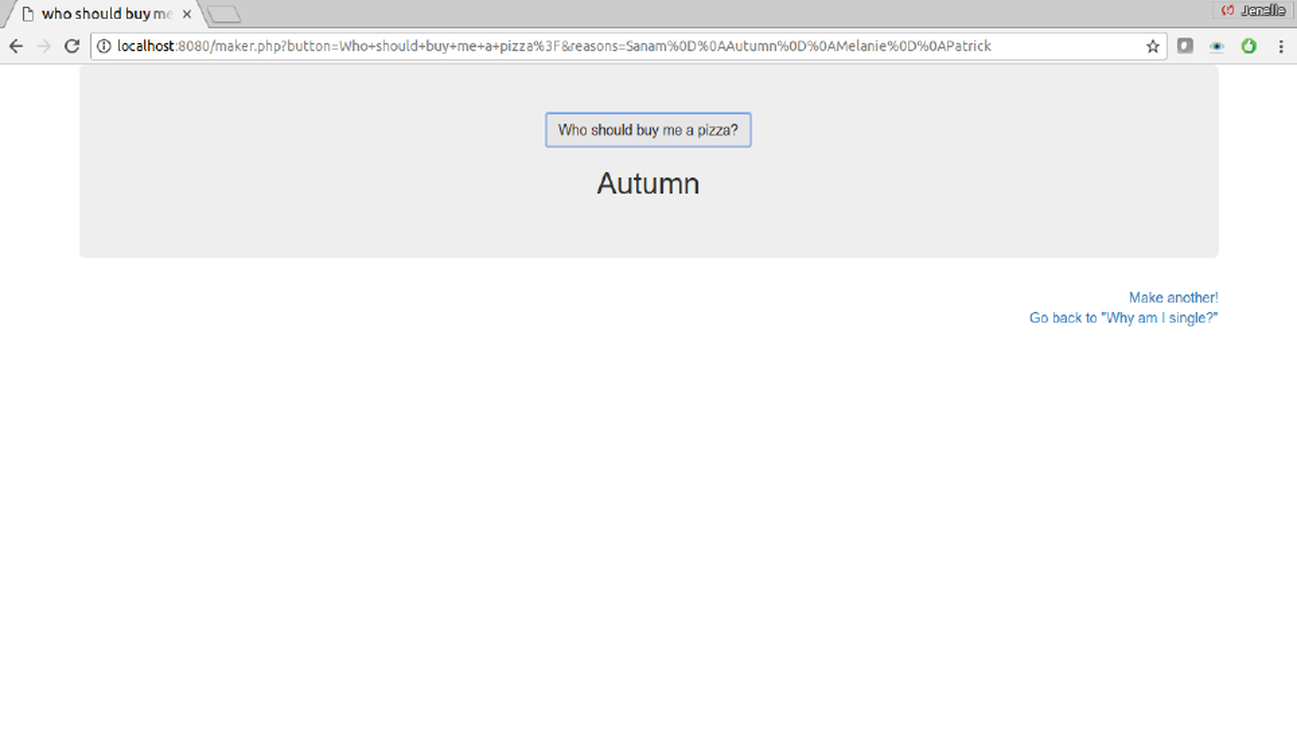 who should buy me
Jenelle
localhost:8080/maker.php?button=Who+should+buy+me+a+pizza%3F&reasons=Sanam%0D%0AAutumn%0D%0AMelanie%0D%0APatrick
Who should buy me a pizza?
Autumn
Make another!
Go back to "Why am I single?"